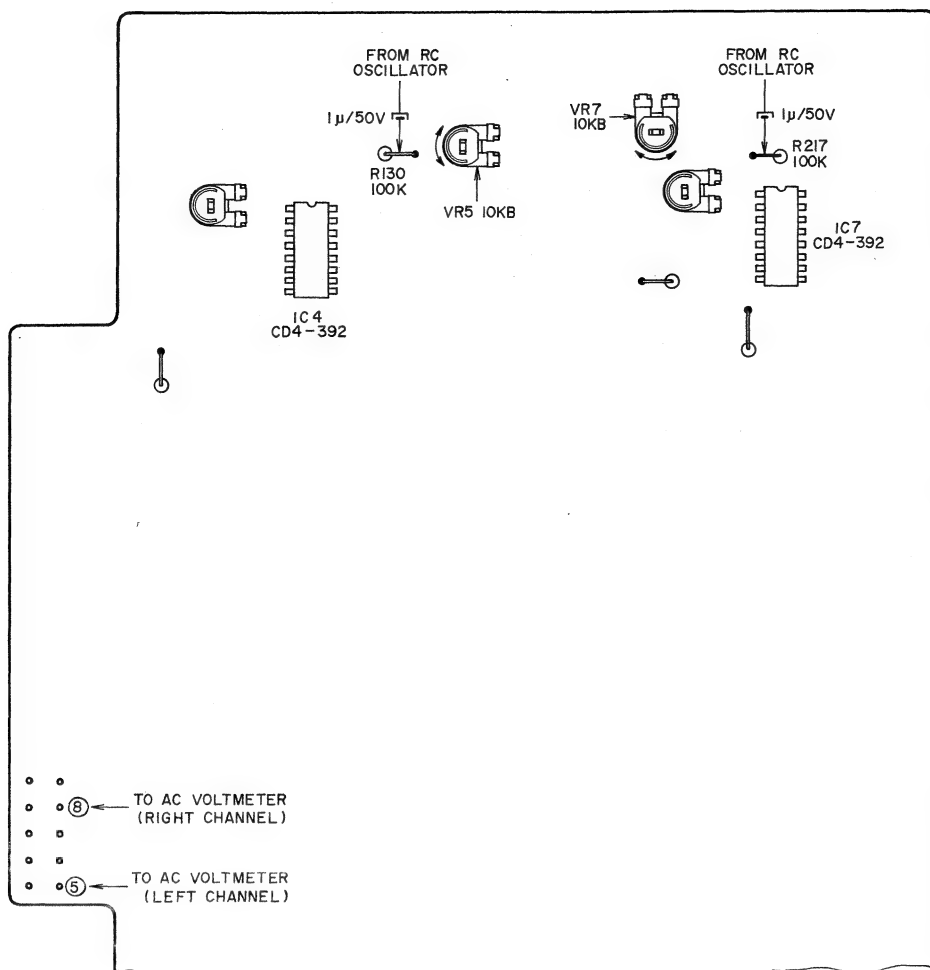 FROM RC
OSCILLATOR
1µ/50V
R130
100K
VR5 10KB
VR7
10KB
FROM RC
OSCILLATOR
1µ/50V
R217
100K
IC4
CD4-392
IC7
CD4-392
8
TO AC VOLTMETER
(RIGHT CHANNEL)
5
TO AC VOLTMETER
(LEFT CHANNEL)